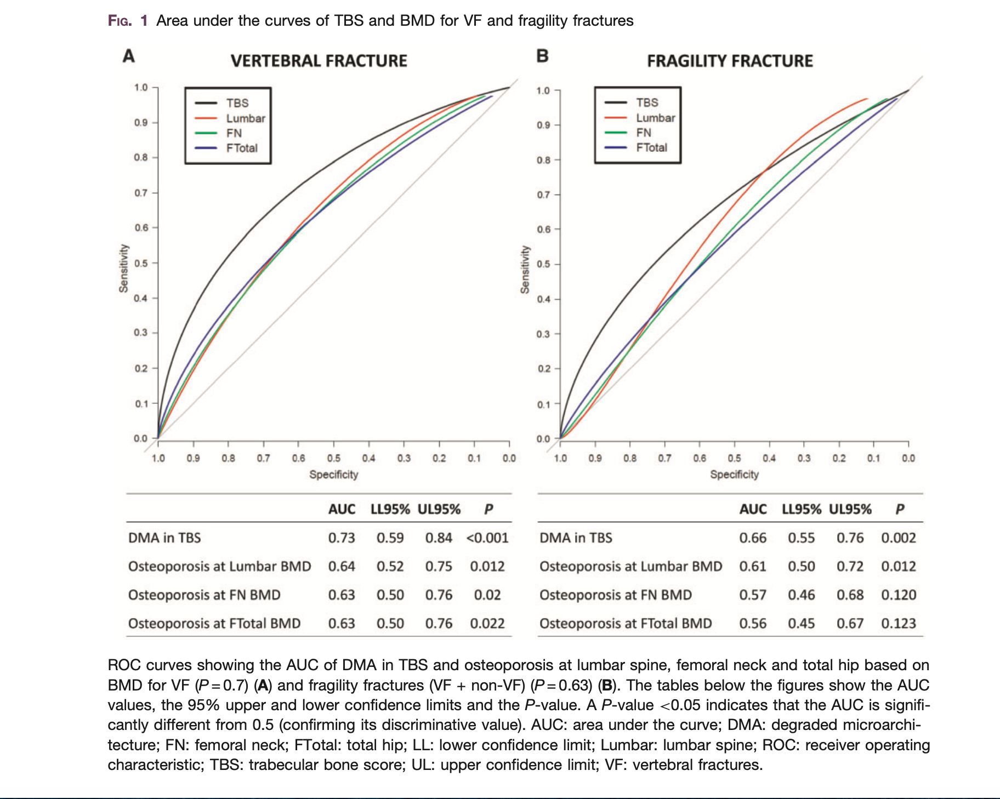 FIG. 1 Area under the curves of TBS and BMD for VF and fragility fractures
A
VERTEBRAL FRACTURE
TBS
Lumbar
FN
FTotal
1.0
0.9
0.8
0.7
0.6
0.5
0.4
0.3
0.2
0.1
0.0
Sensitivity
1.0 0.9 0.8 0.7 0.6 0.5 0.4 0.3 0.2 0.1 0.0
Specificity
AUC LL95% UL95% P
DMA in TBS 0.73 0.59 0.84 <0.001
Osteoporosis at Lumbar BMD 0.64 0.52 0.75 0.012
Osteoporosis at FN BMD 0.63 0.50 0.76 0.02
Osteoporosis at FTotal BMD 0.63 0.50 0.76 0.022
B
FRAGILITY FRACTURE
TBS
Lumbar
FN
FTotal
1.0
0.9
0.8
0.7
0.6
0.5
0.4
0.3
0.2
0.1
0.0
Sensitivity
1.0 0.9 0.8 0.7 0.6 0.5 0.4 0.3 0.2 0.1 0.0
Specificity
AUC LL95% UL95% P
DMA in TBS 0.66 0.55 0.76 0.002
Osteoporosis at Lumbar BMD 0.61 0.50 0.72 0.012
Osteoporosis at FN BMD 0.57 0.46 0.68 0.120
Osteoporosis at FTotal BMD 0.56 0.45 0.67 0.123
ROC curves showing the AUC of DMA in TBS and osteoporosis at lumbar spine, femoral neck and total hip based on
BMD for VF (P = 0.7) (A) and fragility fractures (VF + non-VF) (P = 0.63) (B). The tables below the figures show the AUC
values, the 95% upper and lower confidence limits and the P-value. A P-value <0.05 indicates that the AUC is signifi-
cantly different from 0.5 (confirming its discriminative value). AUC: area under the curve; DMA: degraded microarchi-
tecture; FN: femoral neck; FTotal: total hip; LL: lower confidence limit; Lumbar: lumbar spine; ROC: receiver operating
characteristic; TBS: trabecular bone score; UL: upper confidence limit; VF: vertebral fractures.